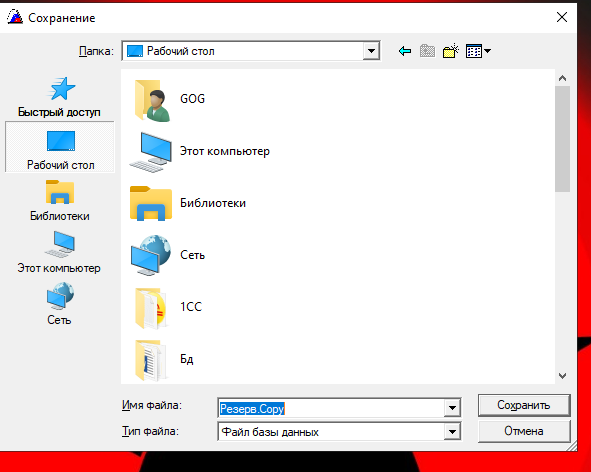 Сохранение
Папка: Рабочий стол
Быстрый доступ
Рабочий стол
Библиотеки
Этот компьютер
Сеть
GOG
Этот компьютер
Библиотеки
Сеть
1СС
Бд
Имя файла: Резерв.Copy
Сохранить
Тип файла: Файл базы данных
Отмена